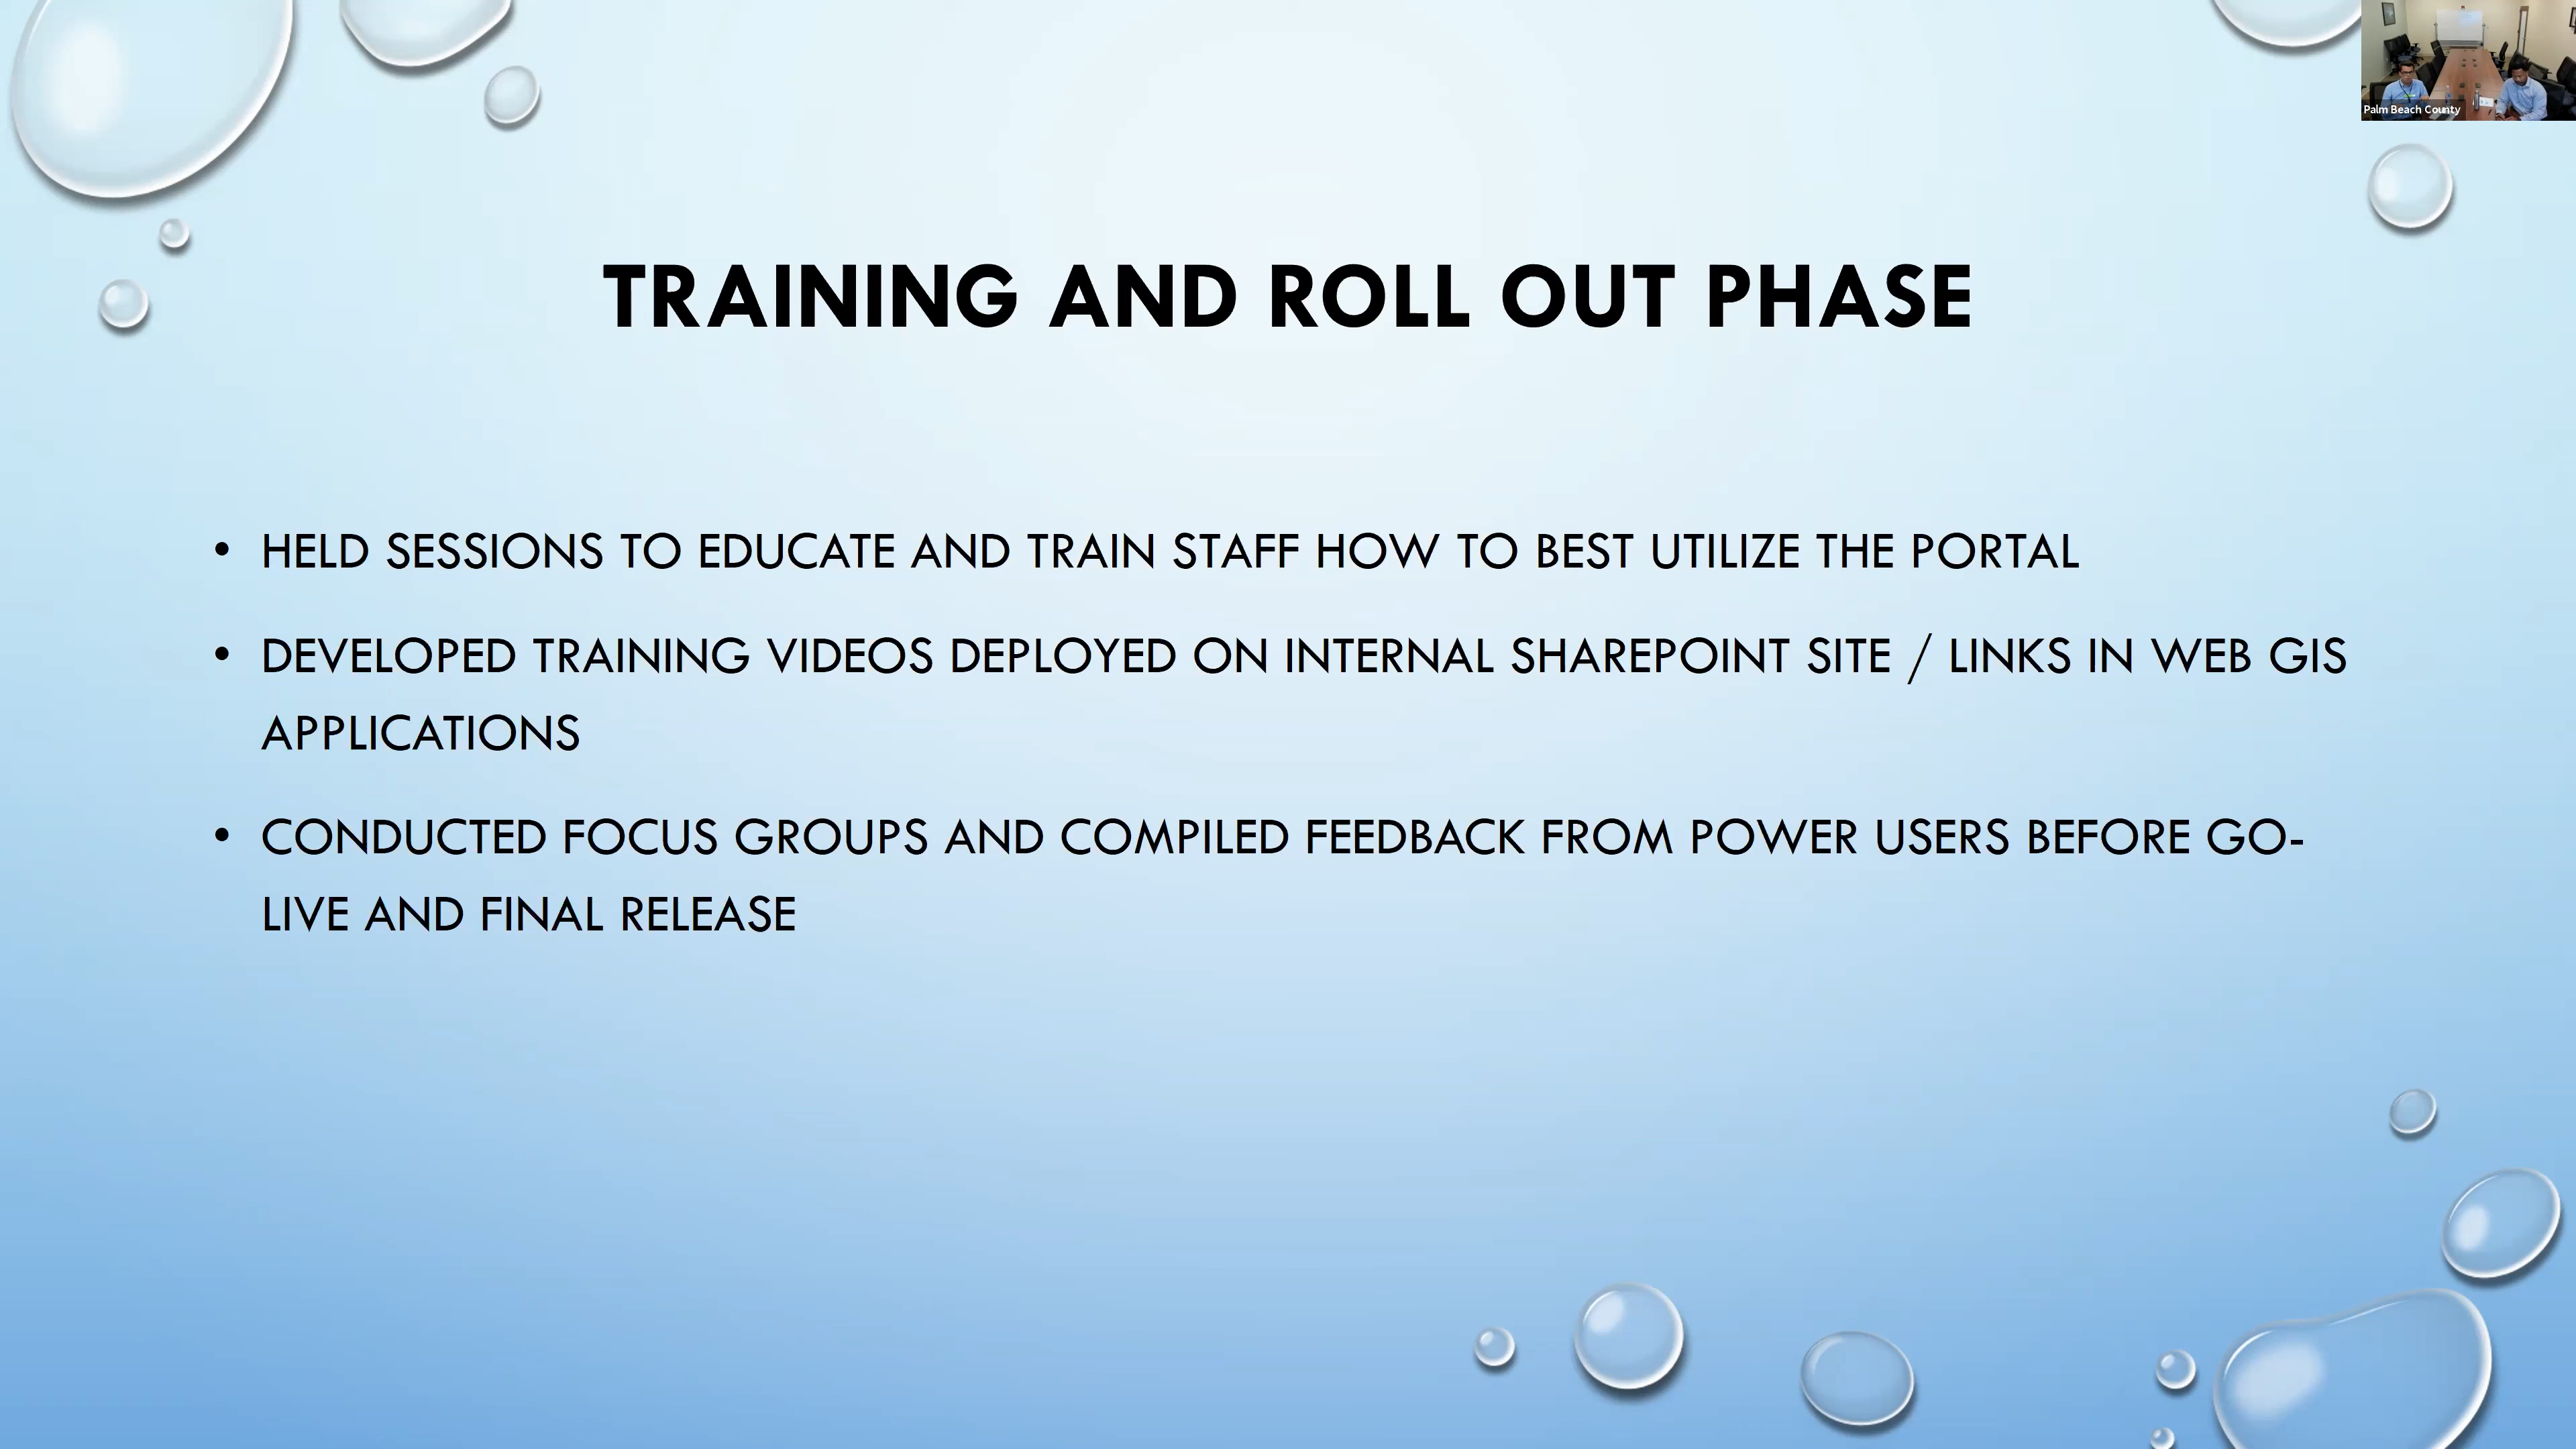 Palm Beach County
TRAINING AND ROLL OUT PHASE
• HELD SESSIONS TO EDUCATE AND TRAIN STAFF HOW TO BEST UTILIZE THE PORTAL
• DEVELOPED TRAINING VIDEOS DEPLOYED ON INTERNAL SHAREPOINT SITE / LINKS IN WEB GIS
APPLICATIONS
• CONDUCTED FOCUS GROUPS AND COMPILED FEEDBACK FROM POWER USERS BEFORE GO-
LIVE AND FINAL RELEASE